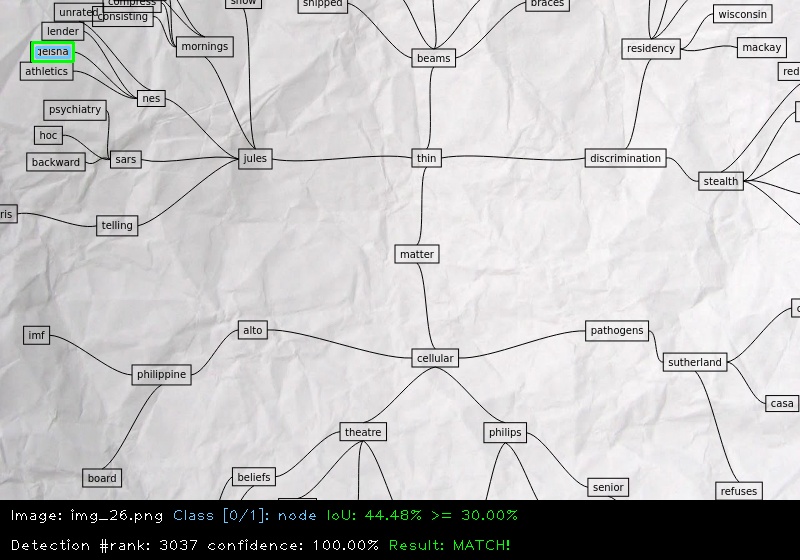 compress
show
shipped
braces
unrated
consisting
wisconsin
lender
mornings
residency
mackay
beams
athletics
nes
psychiatry
hoc
backward
sars
jules
thin
discrimination
stealth
telling
matter
imf
alto
pathogens
philippine
cellular
sutherland
casa
theatre
philips
board
beliefs
senior
refuses
Image: img_26.png Class [0/1]: node IoU: 44.48% >= 30.00%
Detection #rank: 3037 confidence: 100.00% Result: MATCH!